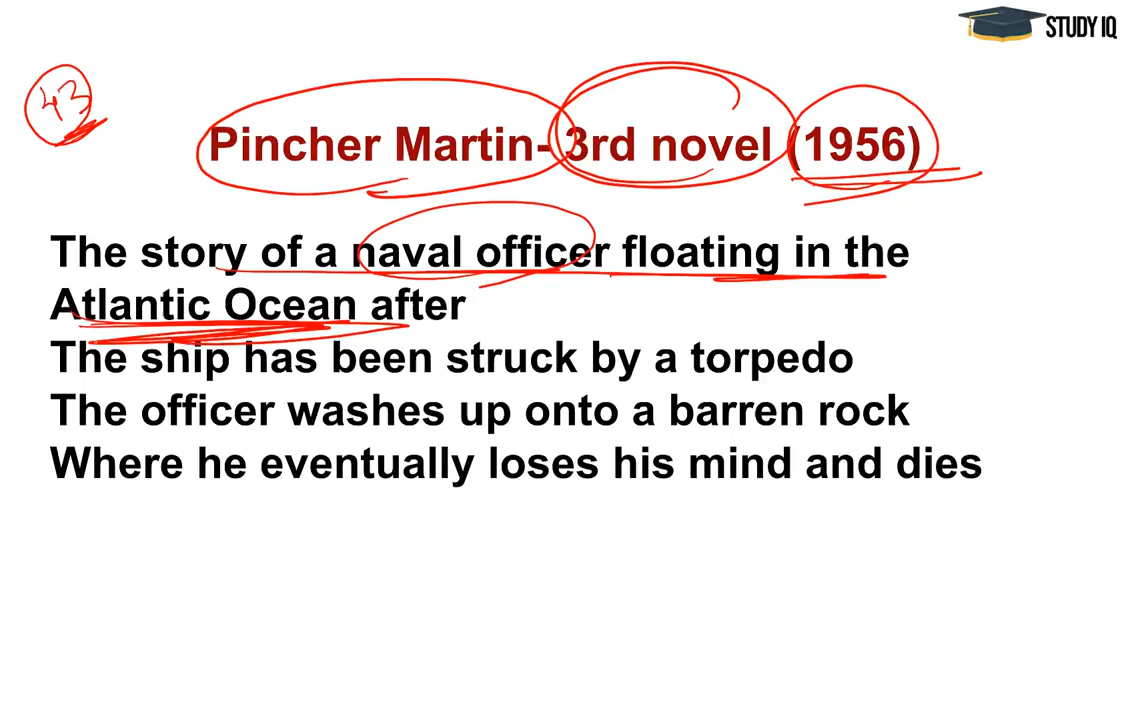 STUDY IQ
43
Pincher Martin- 3rd novel (1956)
The story of a naval officer floating in the
Atlantic Ocean after
The ship has been struck by a torpedo
The officer washes up onto a barren rock
Where he eventually loses his mind and dies